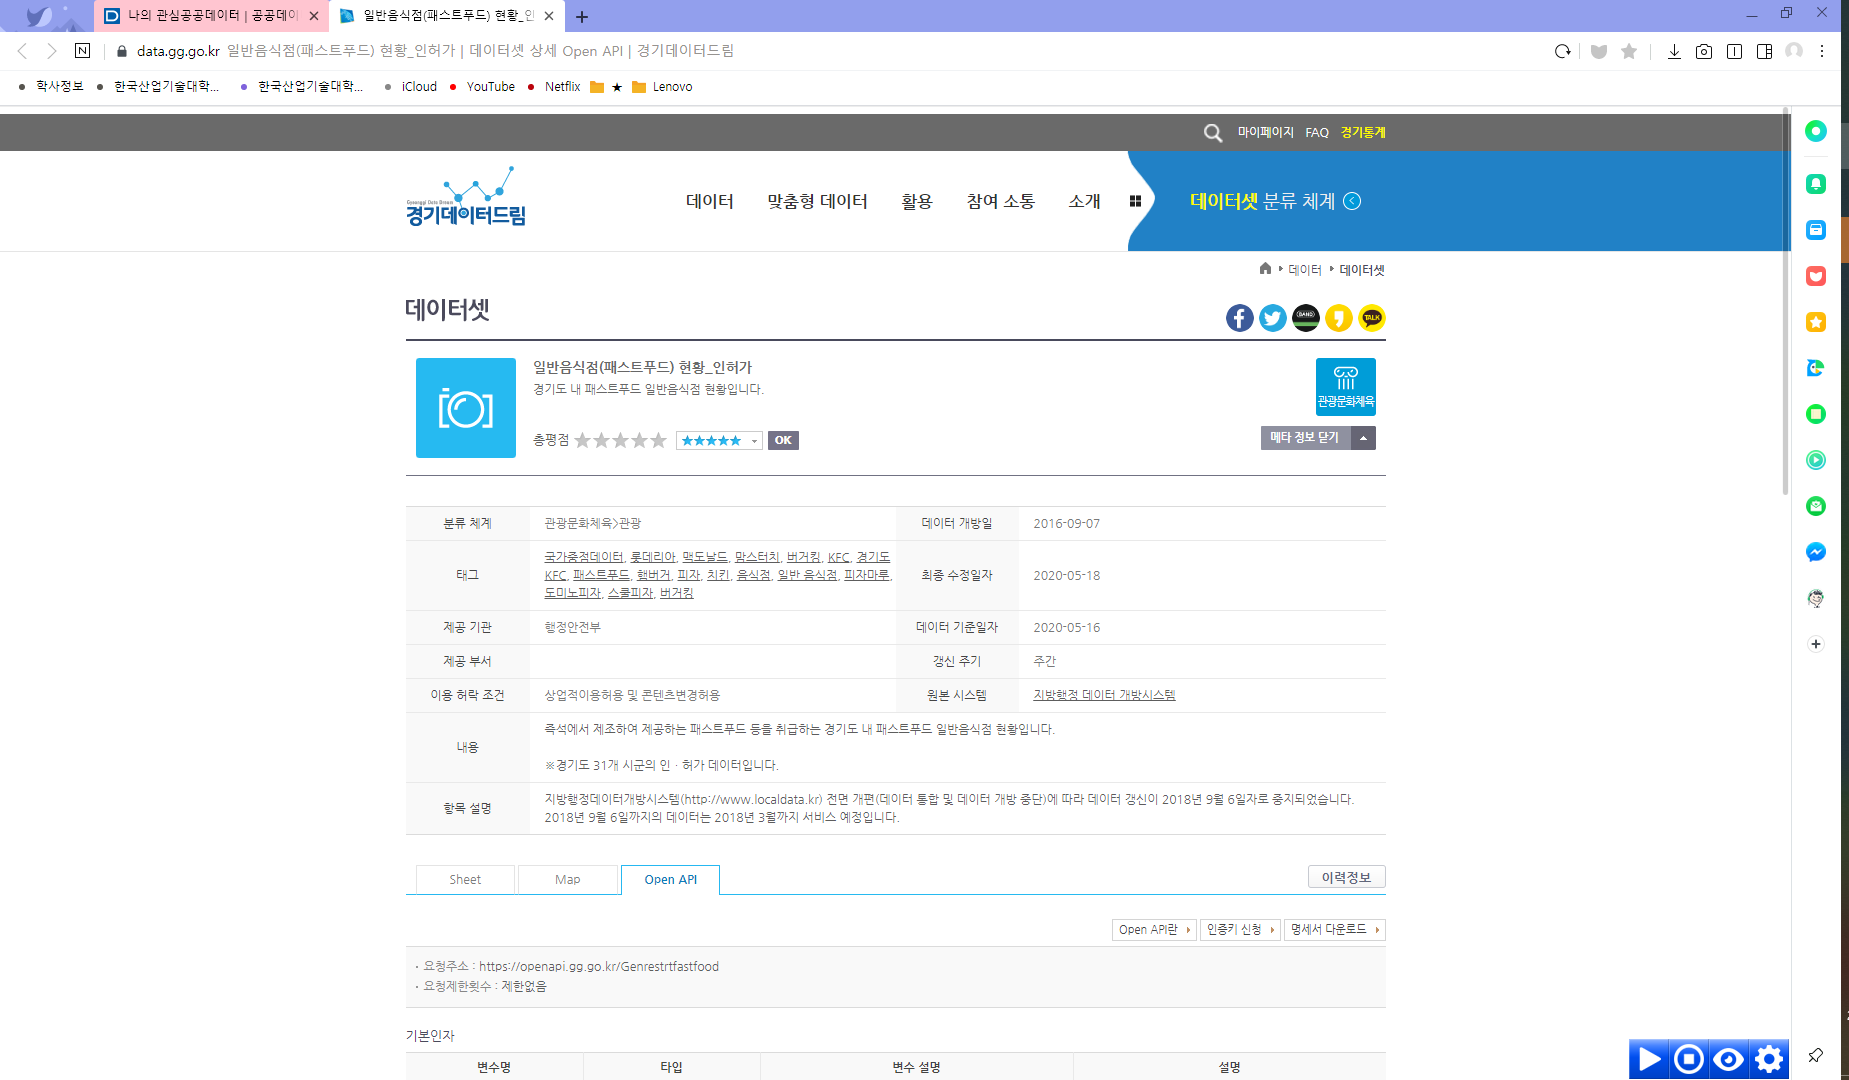 나의 관심공공데이터 | 공공데이
일반음식점(패스트푸드) 현황_인
data.gg.go.kr 일반음식점(패스트푸드) 현황_인허가 | 데이터셋 상세 Open API | 경기데이터드림
학사정보
한국산업기술대학...
한국산업기술대학...
iCloud
YouTube
Netflix
Lenovo
마이페이지 FAQ 경기통계
경기데이터드림
데이터 맞춤형 데이터 활용 참여 소통 소개
데이터셋 분류 체계
데이터 데이터셋
데이터셋
BAND
TALK
일반음식점(패스트푸드) 현황_인허가
경기도 내 패스트푸드 일반음식점 현황입니다.
관광문화체육
총평점 ★★★★★ OK
메타 정보 닫기
분류 체계 관광문화체육>관광 데이터 개방일 2016-09-07
태그
국가중점데이터, 롯데리아, 맥도날드, 맘스터치, 버거킹, KFC, 경기도
KFC, 패스트푸드, 햄버거, 피자, 치킨, 음식점, 일반 음식점, 피자마루,
도미노피자, 스쿨피자, 버거킹
최종 수정일자 2020-05-18
제공 기관 행정안전부 데이터 기준일자 2020-05-16
제공 부서 갱신 주기 주간
이용 허락 조건 상업적이용허용 및 콘텐츠변경허용 원본 시스템 지방행정 데이터 개방시스템
내용
즉석에서 제조하여 제공하는 패스트푸드 등을 취급하는 경기도 내 패스트푸드 일반음식점 현황입니다.
※경기도 31개 시군의 인ㆍ허가 데이터입니다.
항목 설명
지방행정데이터개방시스템(http://www.localdata.kr) 전면 개편(데이터 통합 및 데이터 개방 중단)에 따라 데이터 갱신이 2018년 9월 6일자로 중지되었습니다.
2018년 9월 6일까지의 데이터는 2018년 3월까지 서비스 예정입니다.
Sheet Map Open API 이력정보
Open API란 인증키 신청 명세서 다운로드
· 요청주소 : https://openapi.gg.go.kr/Genrestrtfastfood
· 요청제한횟수 : 제한없음
기본인자
변수명 타입 변수 설명 설명